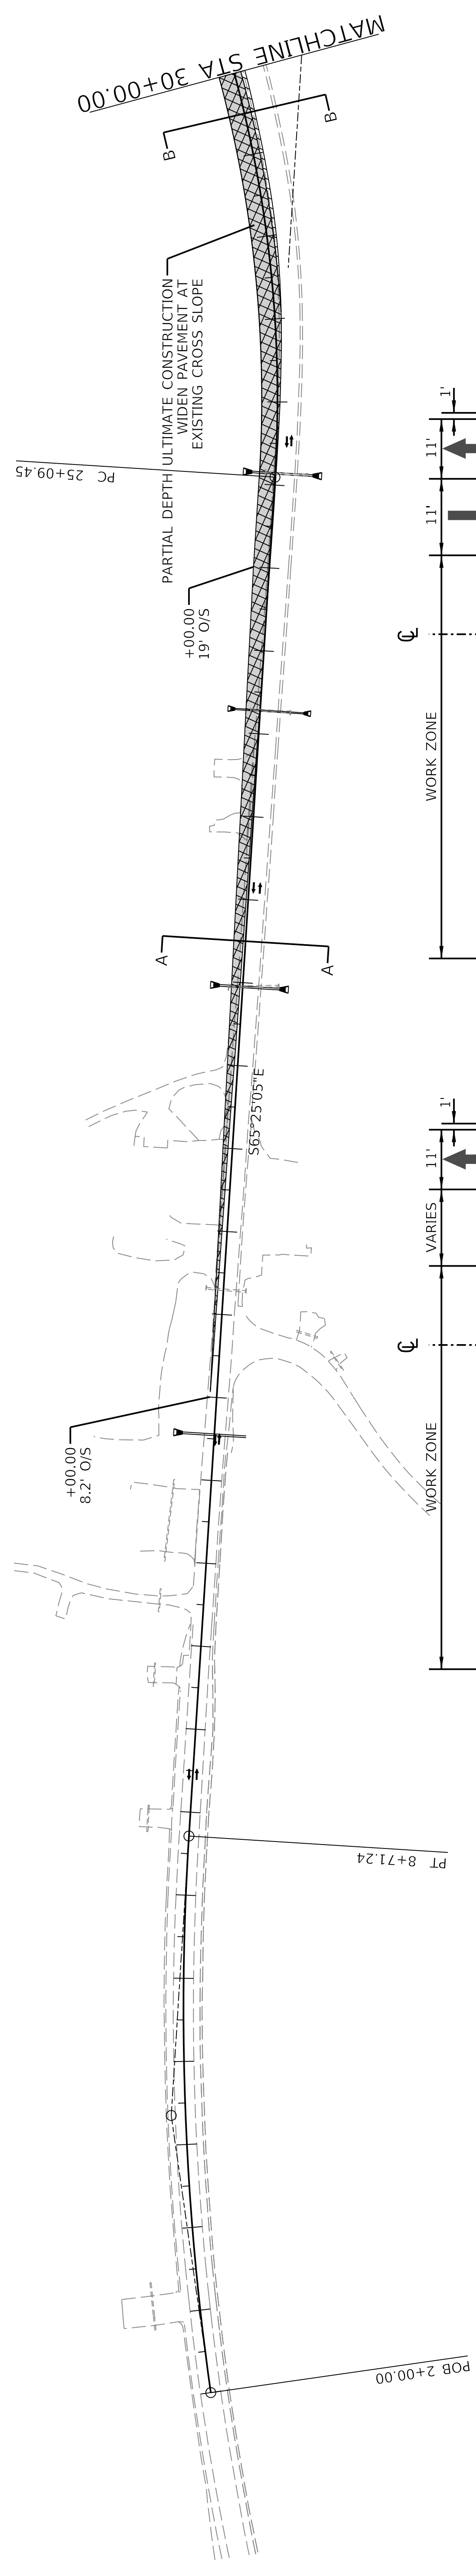 MATCHLINE STA 30+00.00
B
B
PARTIAL DEPTH ULTIMATE CONSTRUCTION
WIDEN PAVEMENT AT
EXISTING CROSS SLOPE
1'
11'
11'
PC 25+09.45
+00.00
19' O/S
CL
WORK ZONE
A
A
S65°25'05"E
1'
11'
VARIES
CL
WORK ZONE
+00.00
8.2' O/S
PT 8+71.24
POB 2+00.00